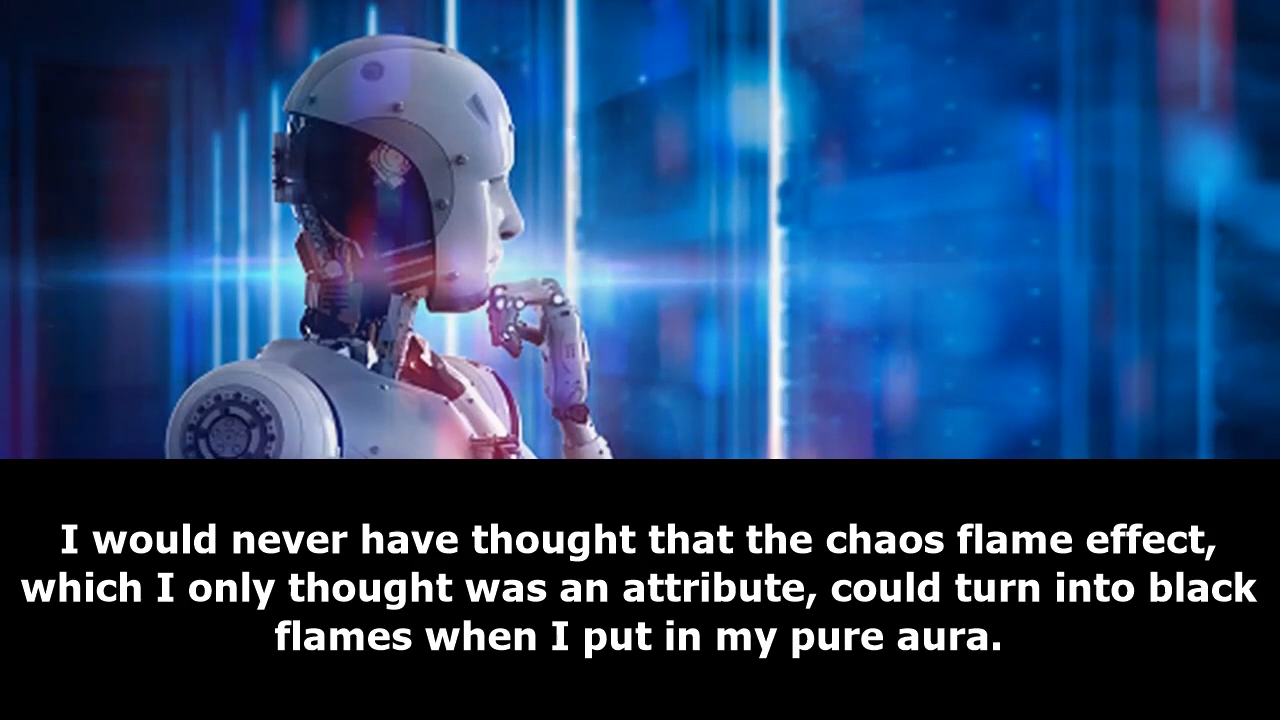 I would never have thought that the chaos flame effect,
which I only thought was an attribute, could turn into black
flames when I put in my pure aura.